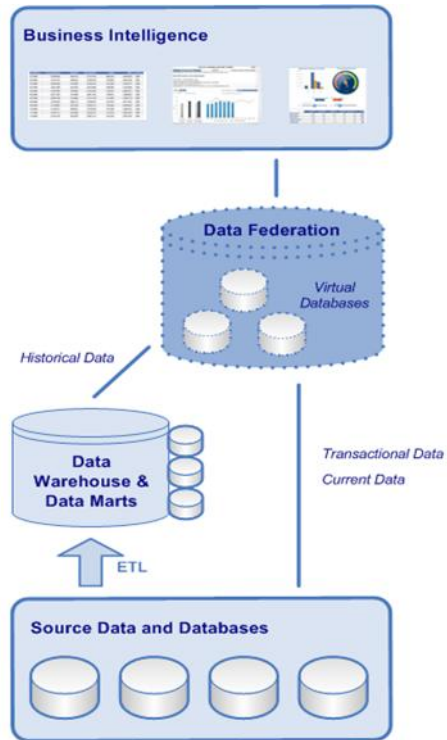 Business Intelligence
Data Federation
Virtual
Databases
Historical Data
Data
Warehouse &
Data Marts
Transactional Data
Current Data
ETL
Source Data and Databases